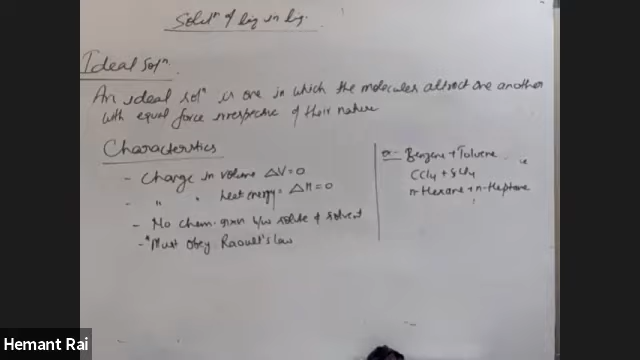 Solⁿ of liq in liq.
Ideal Solⁿ.
An ideal solⁿ is one in which the molecules attract one another
with equal force irrespective of their nature
Characteristics
- Change in volume ΔV=0
- " " heat energy = ΔH=0
- No chem. rxn b/w solute & solvent
- *Must obey Raoult's law
ex:- Benzene + Toluene
CCl4 + SiCl4
n-Hexane + n-Heptane
Hemant Rai